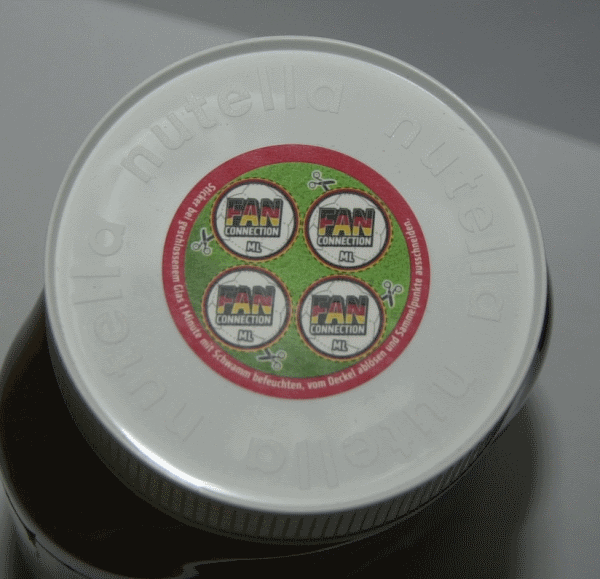 nutella
nutella
nutella
nutella
Sticker bei geschlossenem Glas 1 Minute mit Schwamm befeuchten, vom Deckel ablösen und Sammelpunkte ausschneiden.
FAN
CONNECTION
ML
FAN
CONNECTION
ML
FAN
CONNECTION
ML
FAN
CONNECTION
ML